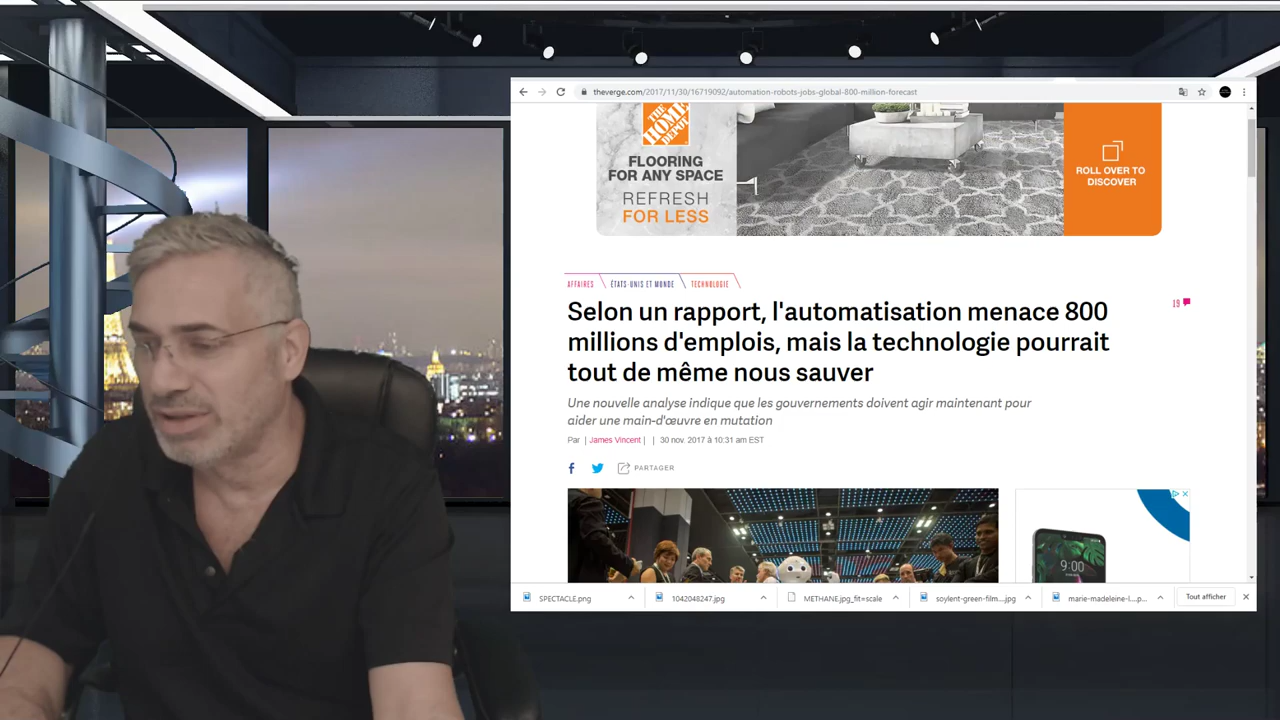 theverge.com/2017/11/30/16719092/automation-robots-jobs-global-800-million-forecast
THE
HOME
DEPOT
FLOORING
FOR ANY SPACE
REFRESH
FOR LESS
ROLL OVER TO
DISCOVER
AFFAIRES
ÉTATS-UNIS ET MONDE
TECHNOLOGIE
Selon un rapport, l'automatisation menace 800
millions d'emplois, mais la technologie pourrait
tout de même nous sauver
19
Une nouvelle analyse indique que les gouvernements doivent agir maintenant pour
aider une main-d'œuvre en mutation
Par | James Vincent | | 30 nov. 2017 à 10:31 am EST
PARTAGER
9:00
SPECTACLE.png
1042048247.jpg
METHANE.jpg_fit=scale
soylent-green-film....jpg
marie-madeleine-l....p...
Tout afficher